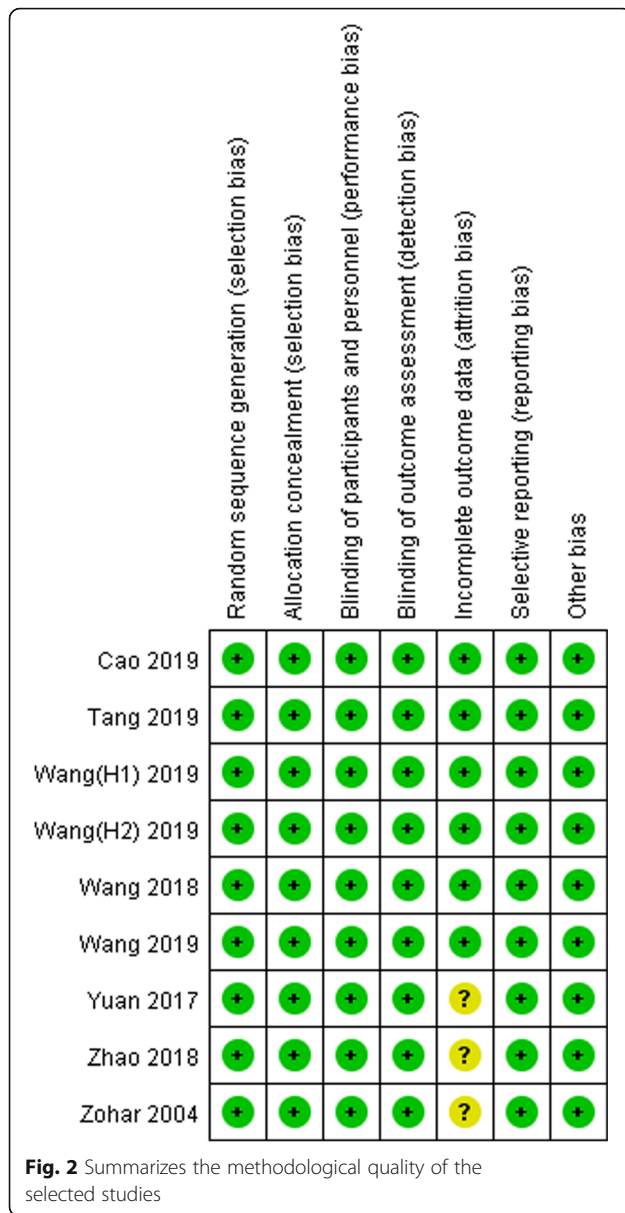 Random sequence generation (selection bias)
Allocation concealment (selection bias)
Blinding of participants and personnel (performance bias)
Blinding of outcome assessment (detection bias)
Incomplete outcome data (attrition bias)
Selective reporting (reporting bias)
Other bias
Cao 2019 + + + + + + +
Tang 2019 + + + + + + +
Wang(H1) 2019 + + + + + + +
Wang(H2) 2019 + + + + + + +
Wang 2018 + + + + + + +
Wang 2019 + + + + + + +
Yuan 2017 + + + + ? + +
Zhao 2018 + + + + ? + +
Zohar 2004 + + + + ? + +
Fig. 2 Summarizes the methodological quality of the
selected studies